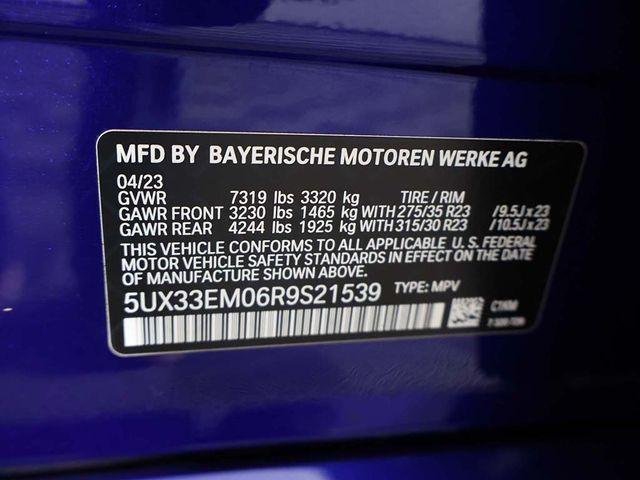 MFD BY BAYERISCHE MOTOREN WERKE AG
04/23
GVWR 7319 lbs 3320 kg TIRE / RIM
GAWR FRONT 3230 lbs 1465 kg WITH 275/35 R23 /9.5J x 23
GAWR REAR 4244 lbs 1925 kg WITH 315/30 R23 /10.5J x 23
THIS VEHICLE CONFORMS TO ALL APPLICABLE U.S. FEDERAL
MOTOR VEHICLE SAFETY STANDARDS IN EFFECT ON THE
DATE OF MANUFACTURE SHOWN ABOVE.
5UX33EM06R9S21539 TYPE: MPV